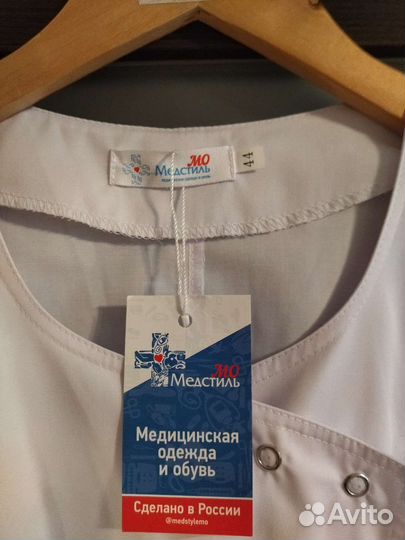 МО
Медстиль
44
МО
Медстиль
Медицинская
одежда
и обувь
Сделано в России
@medstylemo
Avito